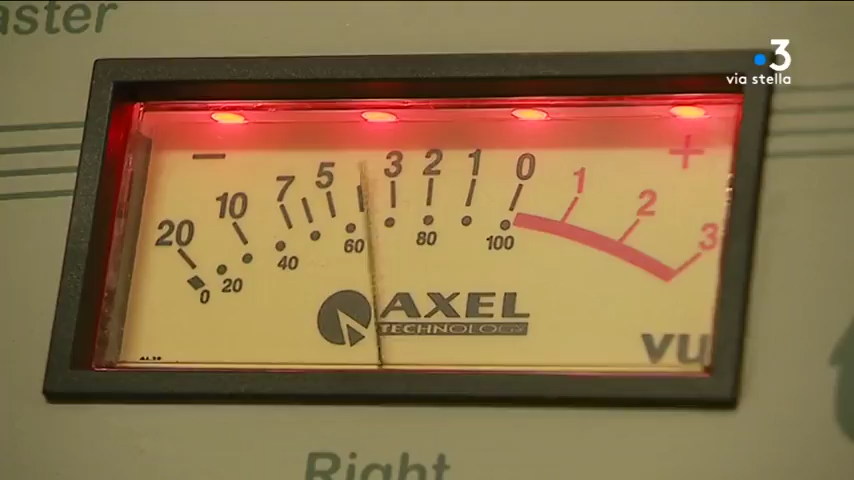 aster
3
via stella
− 20 10 7 5 3 2 1 0 1 2 3 +
0 20 40 60 80 100
AXEL
TECHNOLOGY
VU
Right